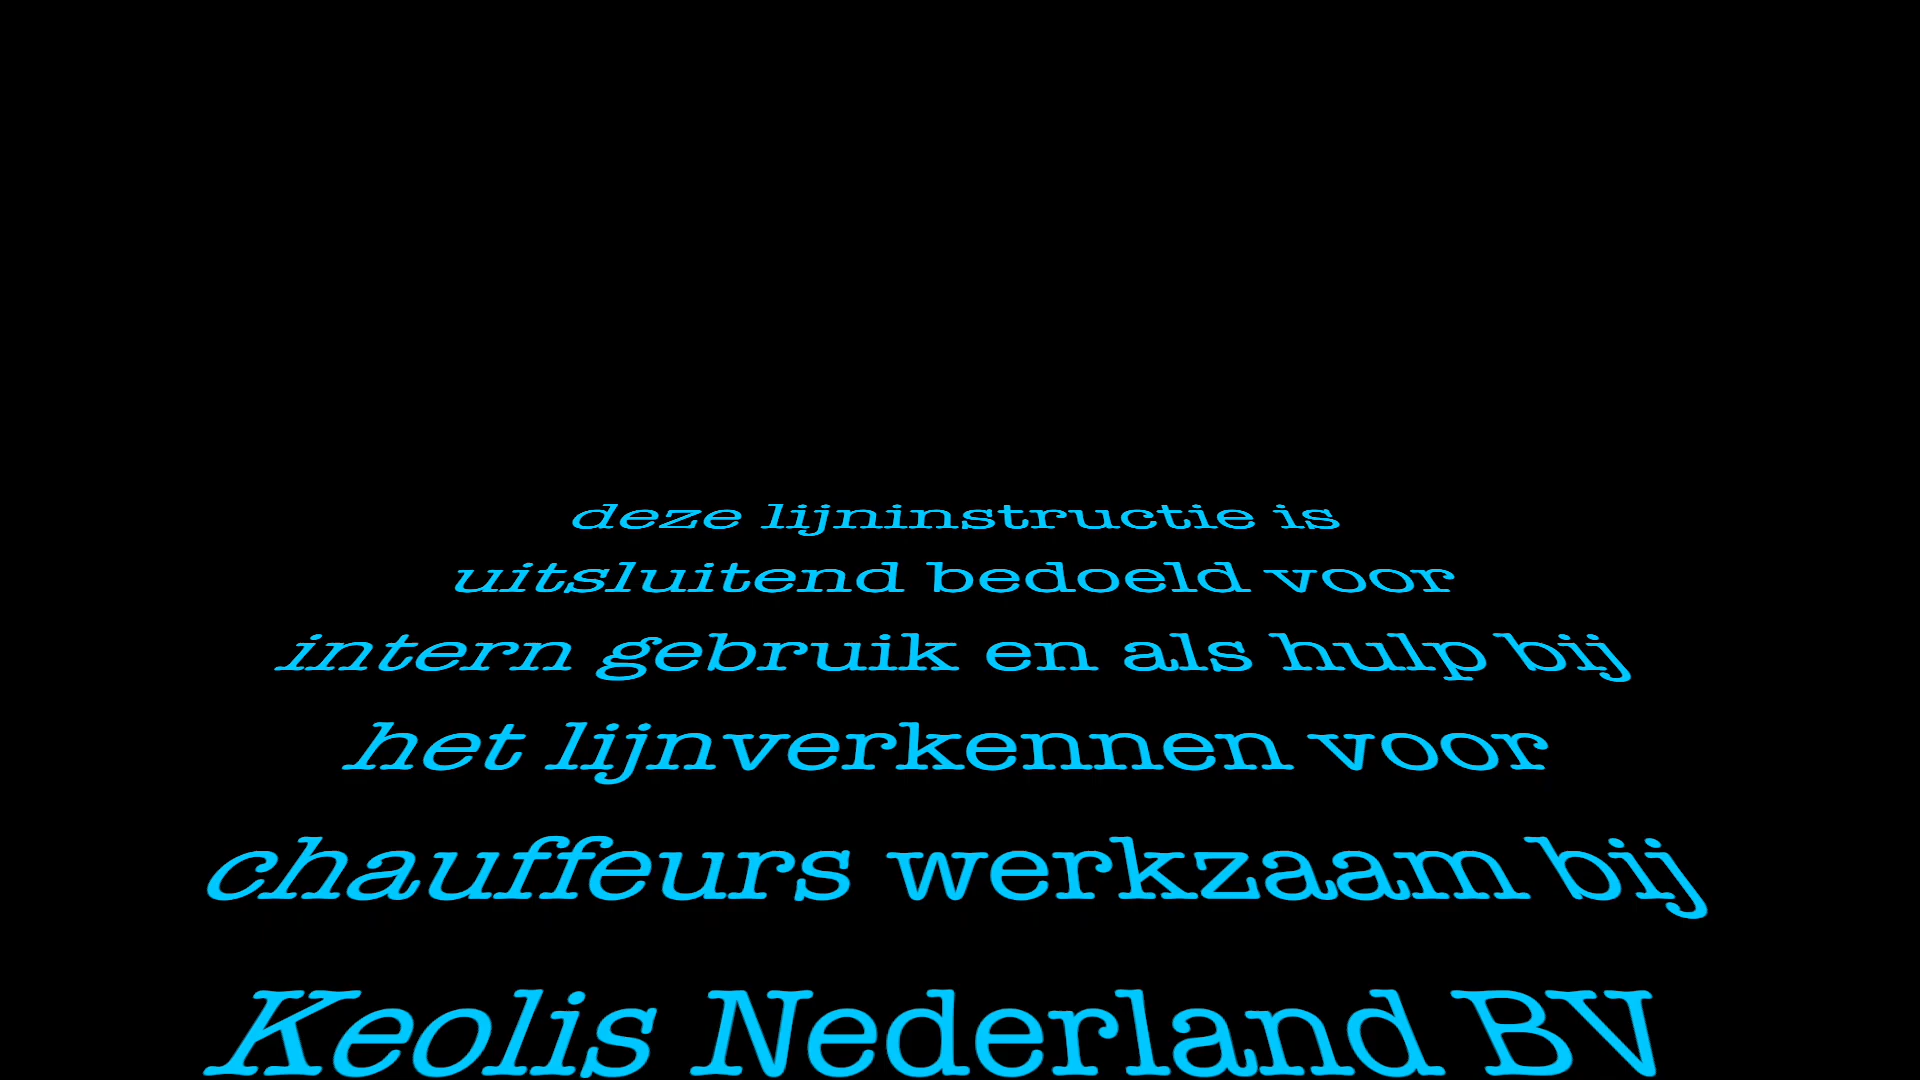 deze lijninstructie is
uitsluitend bedoeld voor
intern gebruik en als hulp bij
het lijnverkennen voor
chauffeurs werkzaam bij
Keolis Nederland BV